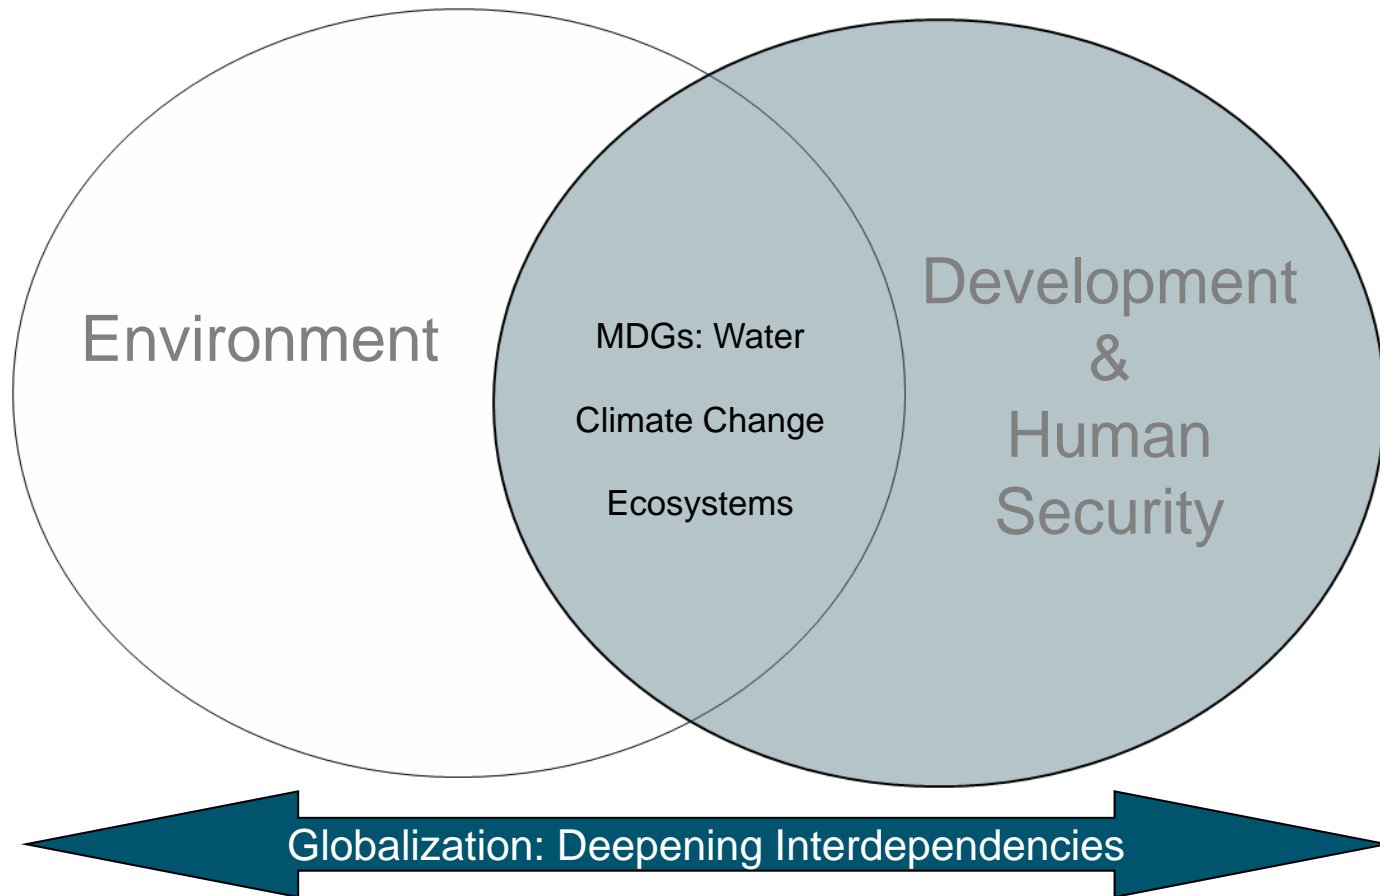 Environment
MDGs: Water
Climate Change
Ecosystems
Development
&
Human
Security
Globalization: Deepening Interdependencies